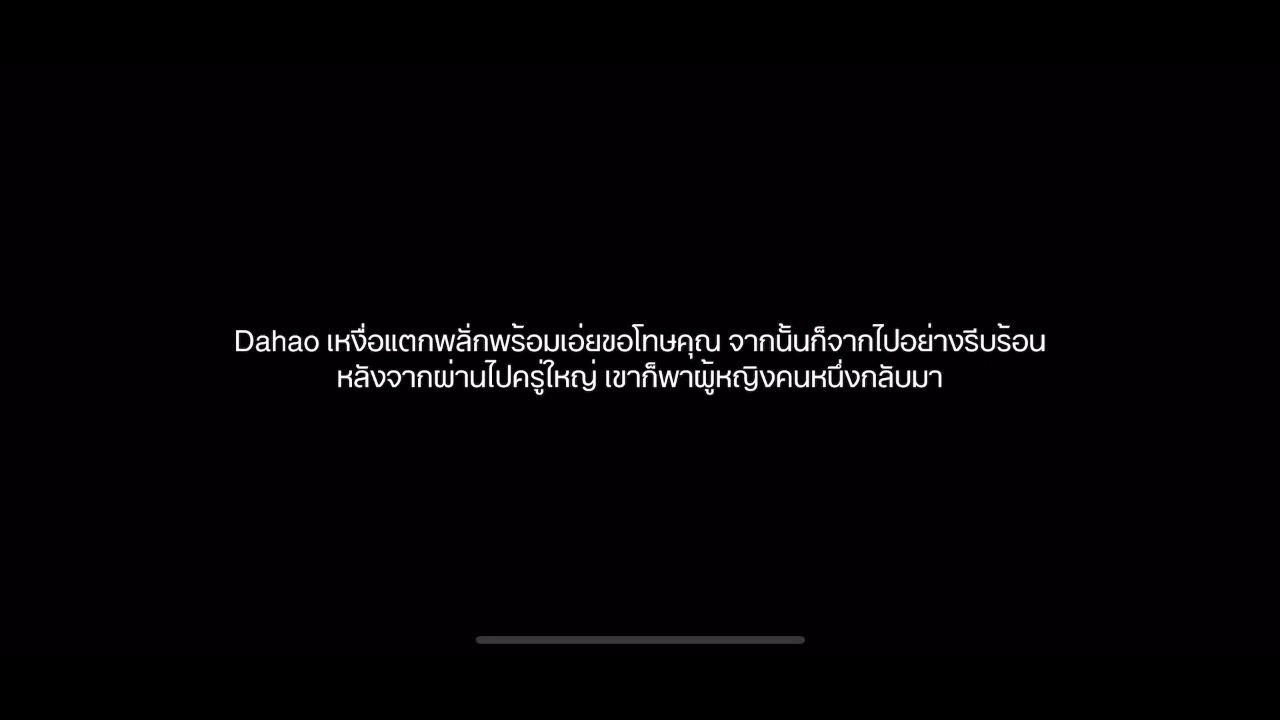 Dahao เหงื่อแตกพลั่กพร้อมเอ่ยขอโทษคุณ จากนั้นก็จากไปอย่างรีบร้อน
หลังจากผ่านไปครู่ใหญ่ เขาก็พาผู้หญิงคนหนึ่งกลับมา